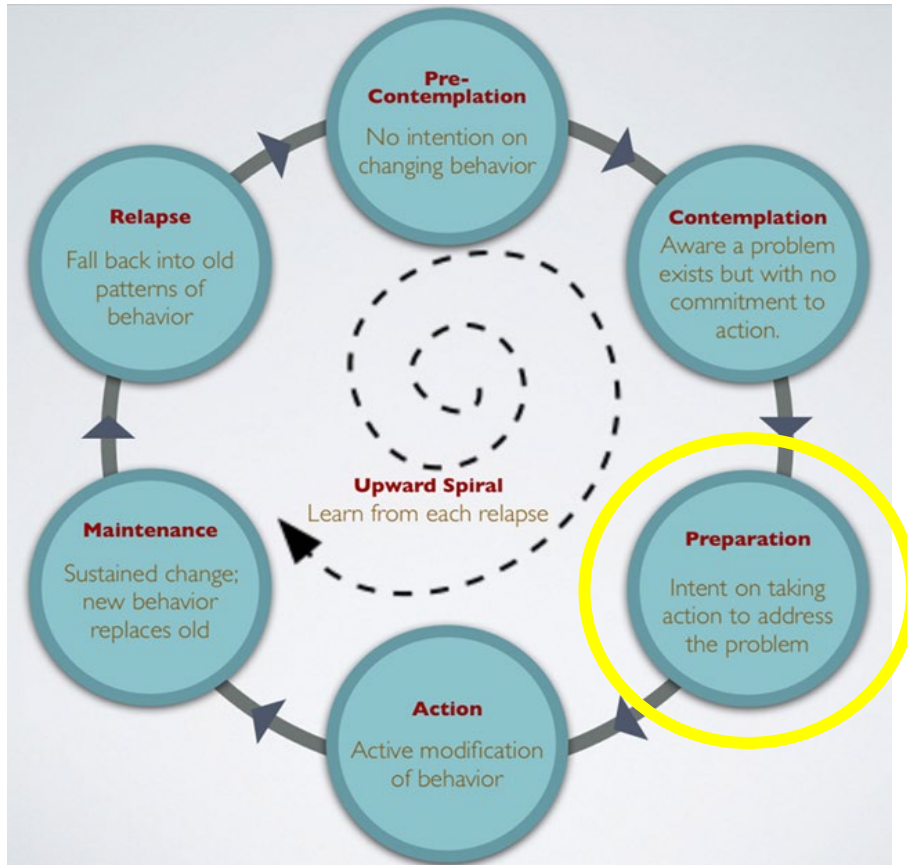 Pre-
Contemplation
No intention on
changing behavior
Contemplation
Aware a problem
exists but with no
commitment to
action.
Preparation
Intent on taking
action to address
the problem
Action
Active modification
of behavior
Maintenance
Sustained change;
new behavior
replaces old
Relapse
Fall back into old
patterns of
behavior
Upward Spiral
Learn from each relapse